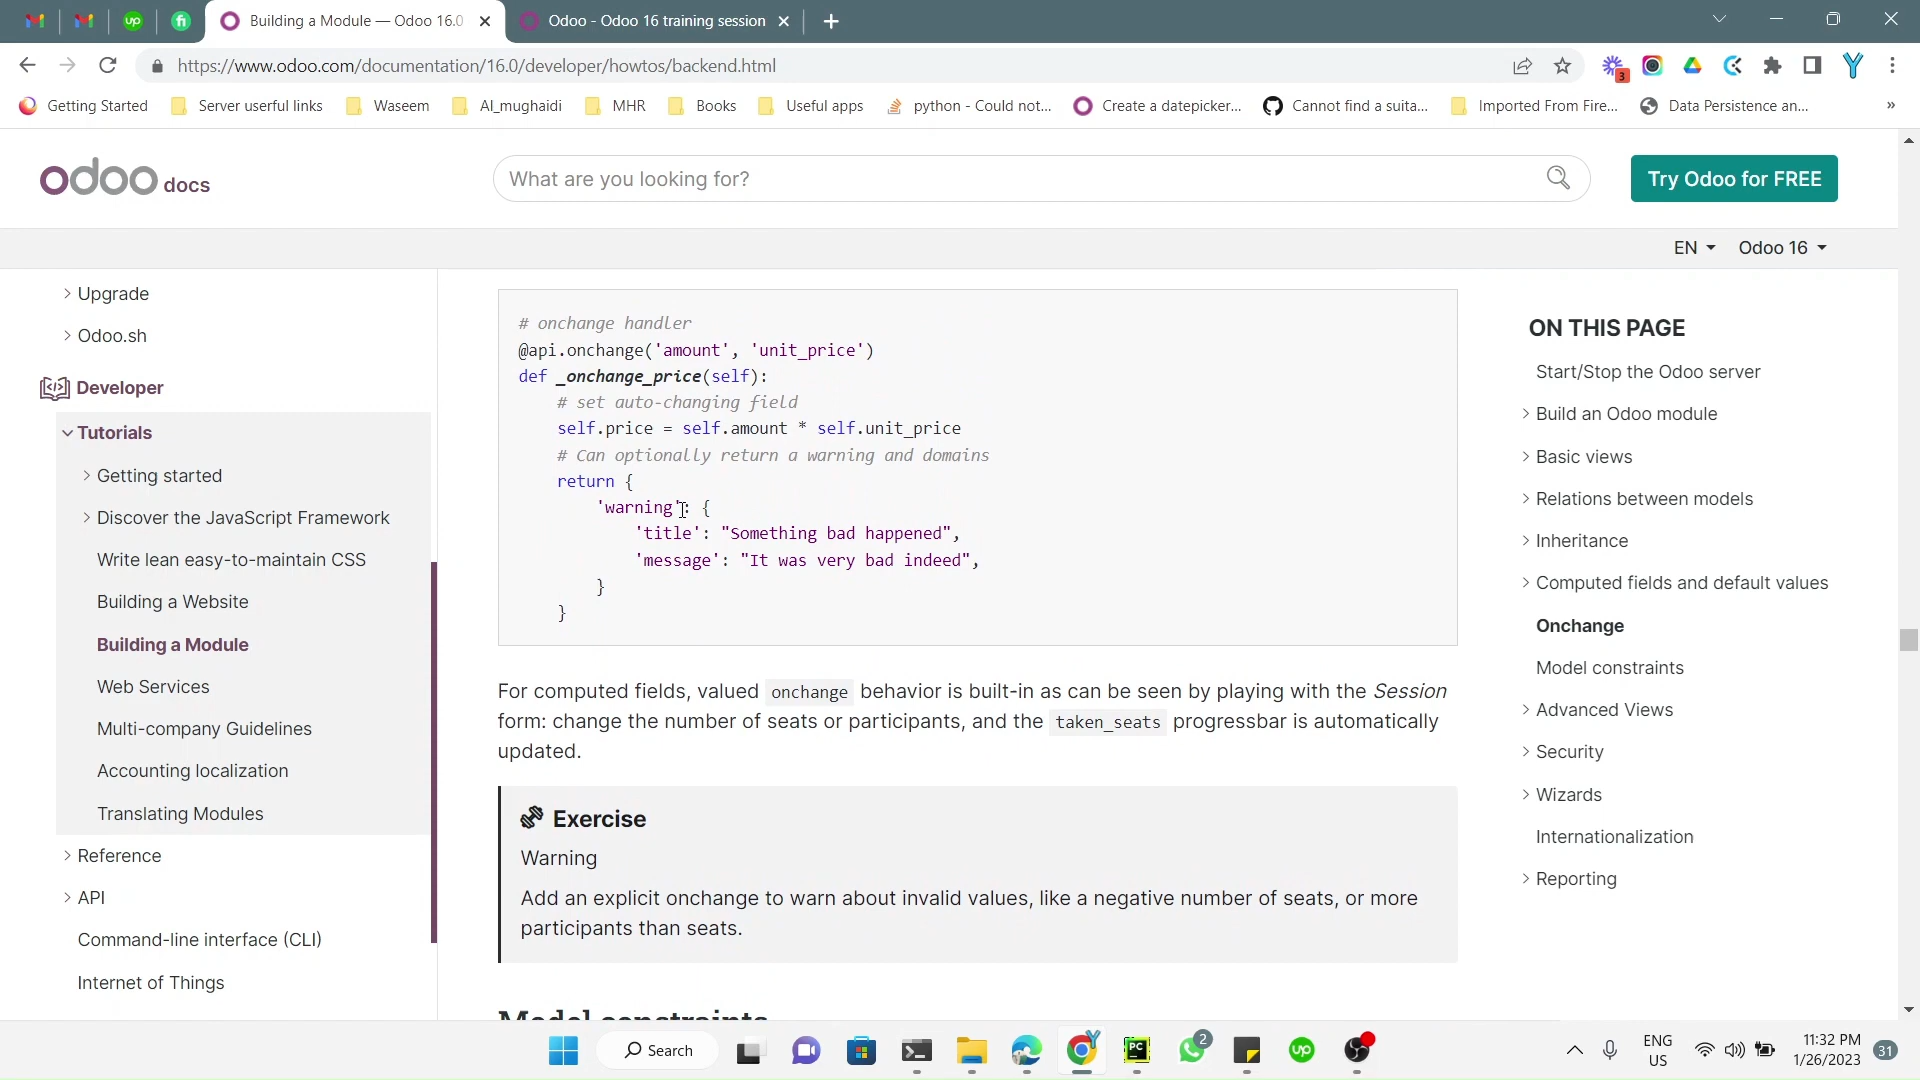 Building a Module — Odoo 16.0
Odoo - Odoo 16 training session
https://www.odoo.com/documentation/16.0/developer/howtos/backend.html
3
Getting Started
Server useful links
Waseem
Al_mughaidi
MHR
Books
Useful apps
python - Could not...
Create a datepicker...
Cannot find a suita...
Imported From Fire...
Data Persistence an...
»
odoo docs
What are you looking for?
Try Odoo for FREE
EN
Odoo 16
Upgrade
Odoo.sh
Developer
Tutorials
Getting started
Discover the JavaScript Framework
Write lean easy-to-maintain CSS
Building a Website
Building a Module
Web Services
Multi-company Guidelines
Accounting localization
Translating Modules
Reference
API
Command-line interface (CLI)
Internet of Things
# onchange handler
@api.onchange('amount', 'unit_price')
def _onchange_price(self):
# set auto-changing field
self.price = self.amount * self.unit_price
# Can optionally return a warning and domains
return {
'warning': {
'title': "Something bad happened",
'message': "It was very bad indeed",
}
}
For computed fields, valued onchange behavior is built-in as can be seen by playing with the Session
form: change the number of seats or participants, and the taken_seats progressbar is automatically
updated.
Exercise
Warning
Add an explicit onchange to warn about invalid values, like a negative number of seats, or more
participants than seats.
Model constraints
ON THIS PAGE
Start/Stop the Odoo server
Build an Odoo module
Basic views
Relations between models
Inheritance
Computed fields and default values
Onchange
Model constraints
Advanced Views
Security
Wizards
Internationalization
Reporting
Search
2
ENG
US
11:32 PM
1/26/2023
31